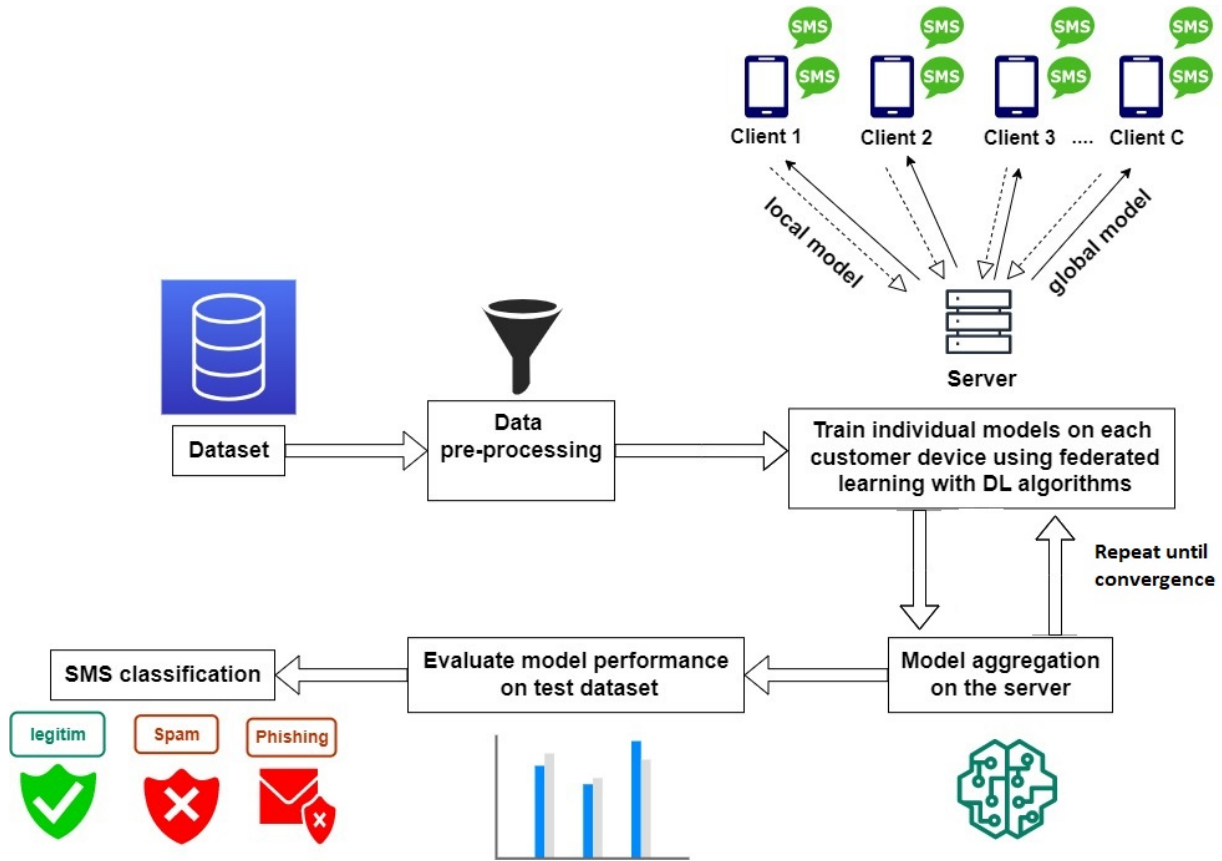 SMS
SMS
SMS
SMS
SMS
SMS
SMS
SMS
Client 1
Client 2
Client 3
....
Client C
local model
global model
Server
Dataset
Data
pre-processing
Train individual models on each
customer device using federated
learning with DL algorithms
Repeat until
convergence
SMS classification
Evaluate model performance
on test dataset
Model aggregation
on the server
legitim
Spam
Phishing